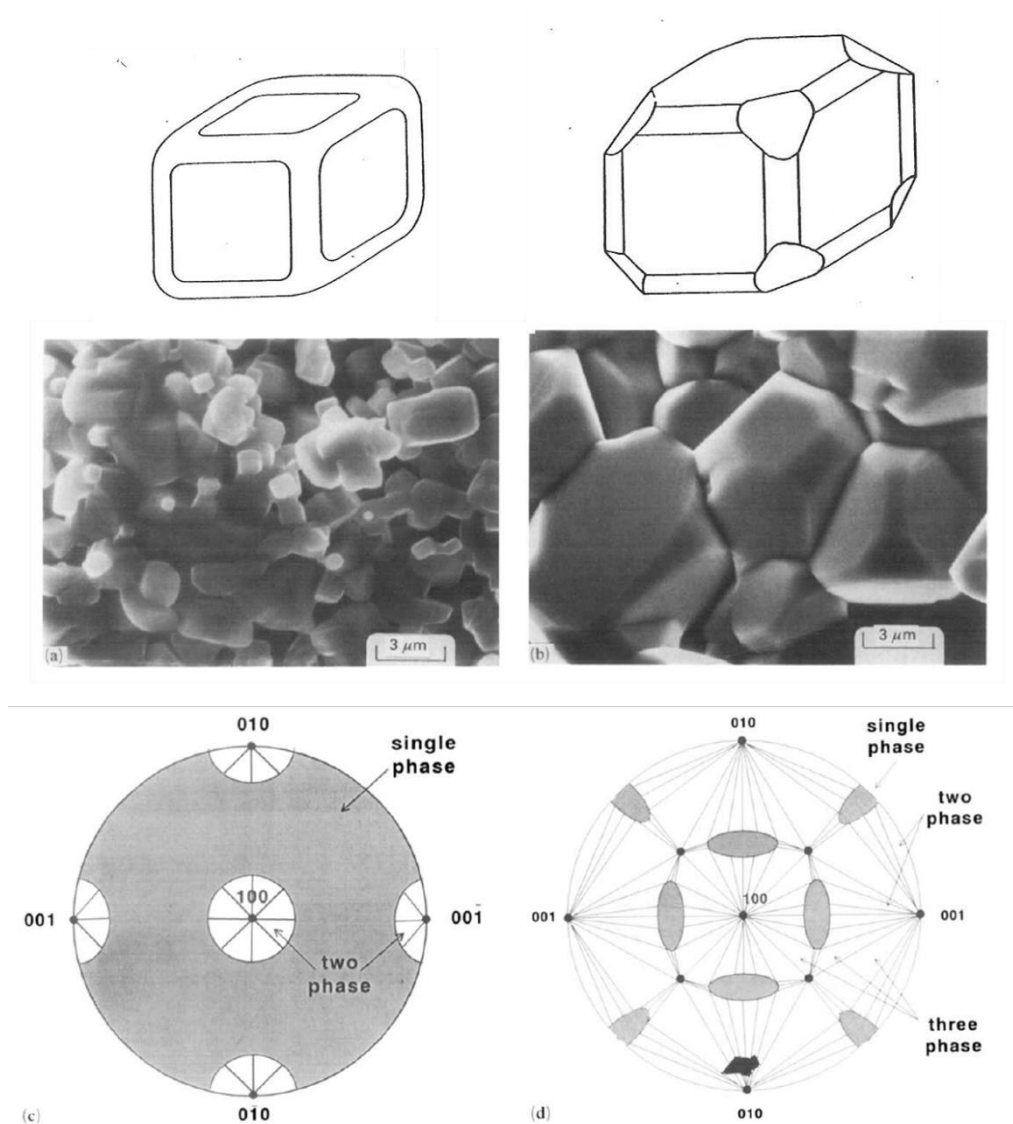 (a)
3 μm
(b)
3 μm
010
single
phase
100
001
001̄
two
phase
010
(c)
010
single
phase
two
phase
100
001
001
three
phase
010
(d)